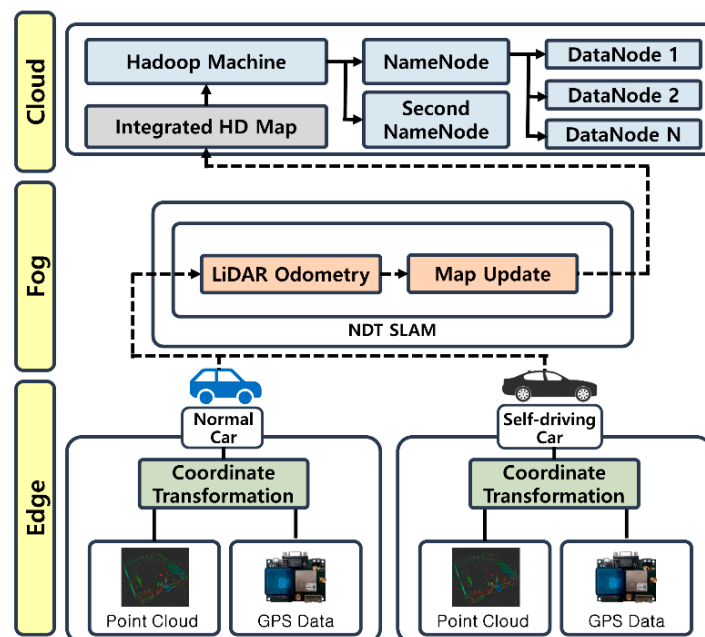 Cloud
Hadoop Machine
NameNode
DataNode 1
Integrated HD Map
Second
NameNode
DataNode 2
DataNode N
Fog
LiDAR Odometry
Map Update
NDT SLAM
Edge
Normal
Car
Coordinate
Transformation
Point Cloud
GPS Data
Self-driving
Car
Coordinate
Transformation
Point Cloud
GPS Data